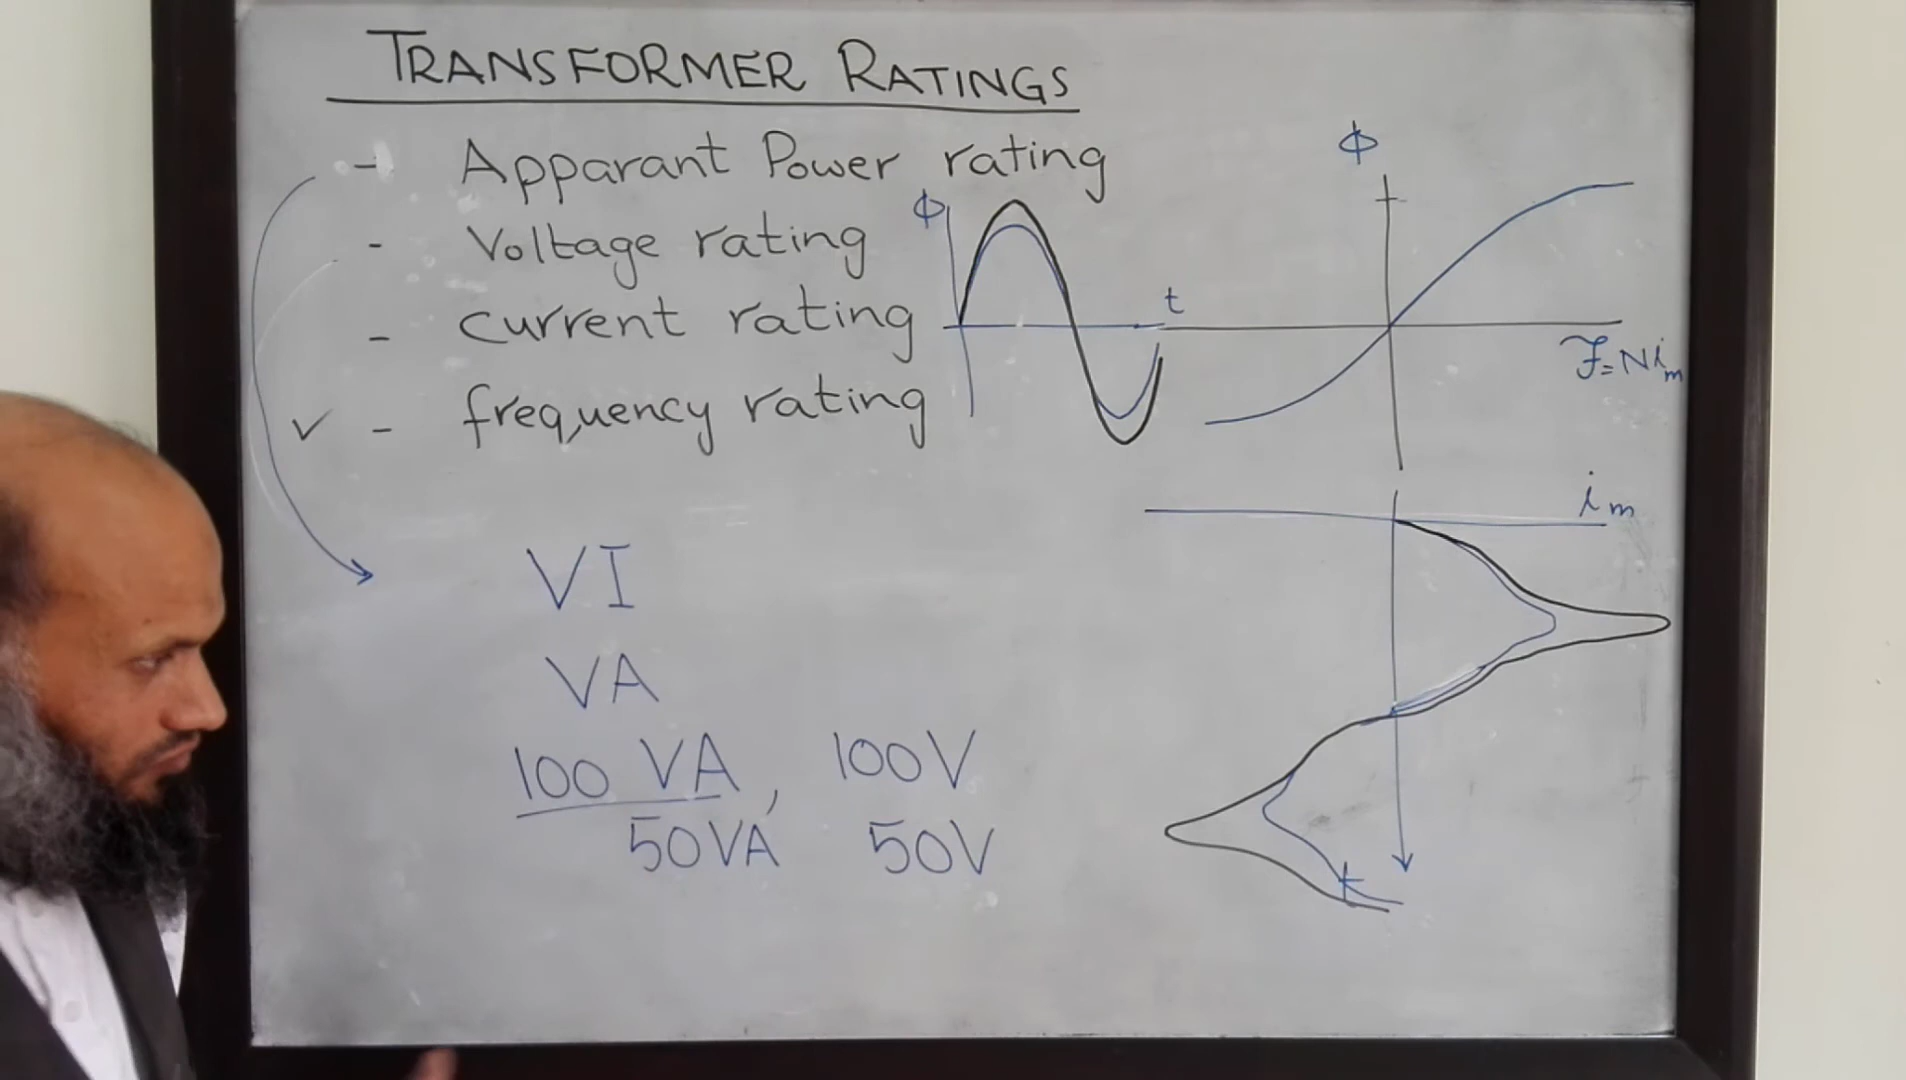 TRANSFORMER RATINGS
- Apparant Power rating
- Voltage rating
- current rating
✓ - frequency rating
VI
VA
100 VA, 100V
50VA 50V
ϕ
t
ϕ
ℱ=Nim
im
t